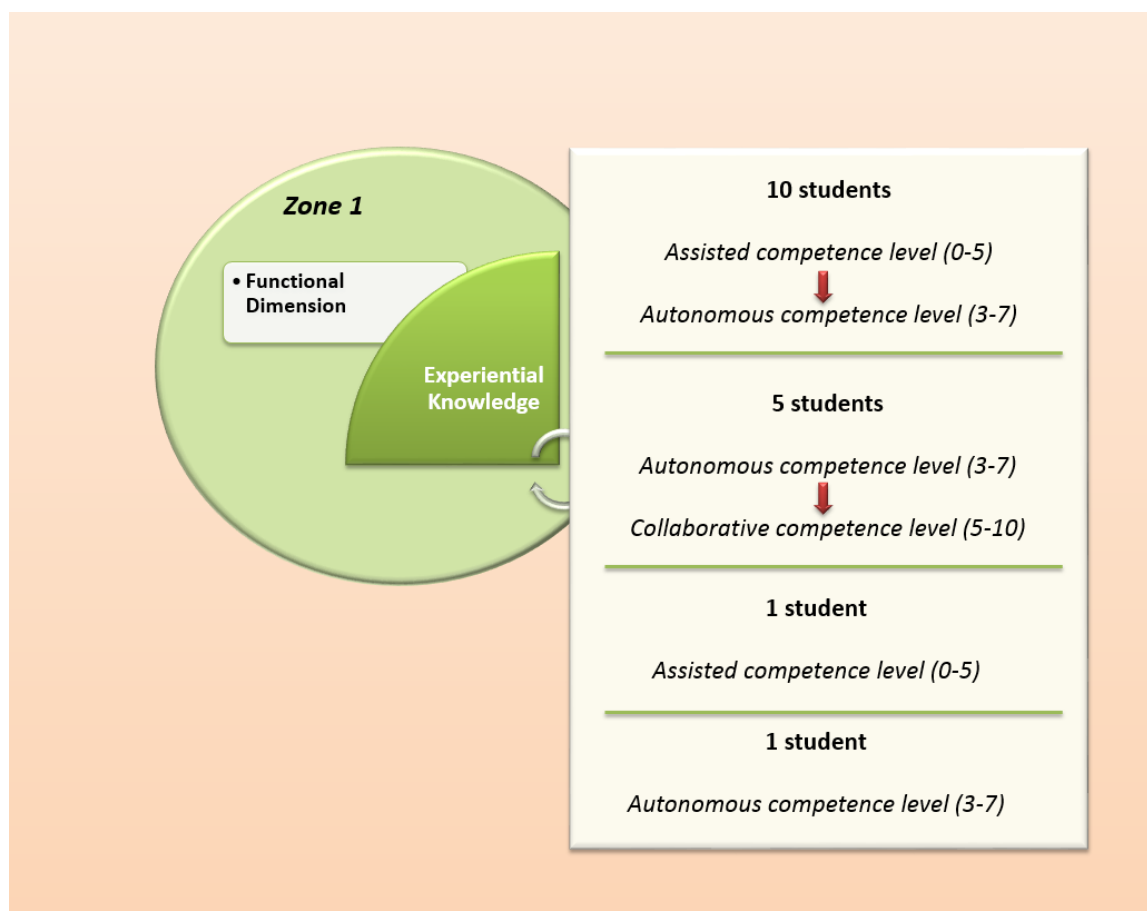 Zone 1
• Functional
Dimension
Experiential
Knowledge
10 students
Assisted competence level (0-5)
Autonomous competence level (3-7)
5 students
Autonomous competence level (3-7)
Collaborative competence level (5-10)
1 student
Assisted competence level (0-5)
1 student
Autonomous competence level (3-7)